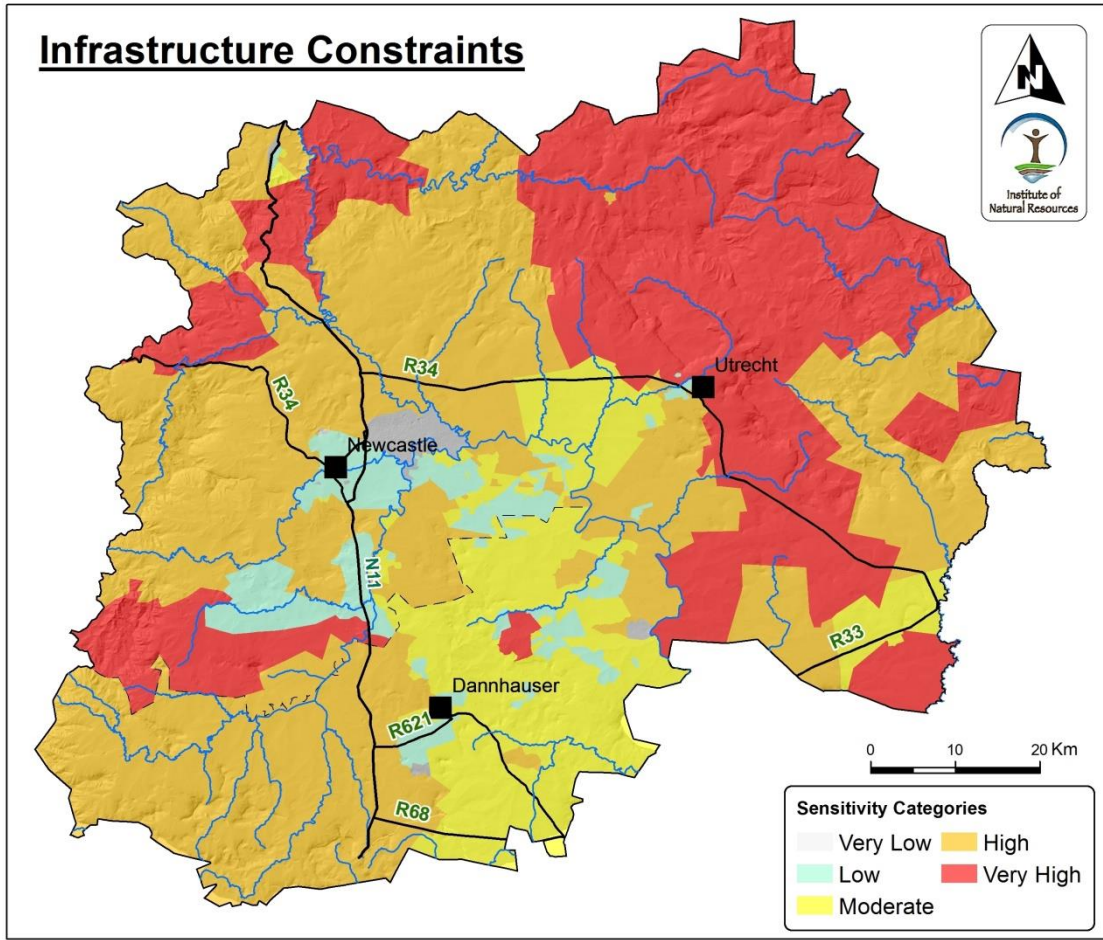 Infrastructure Constraints
N
Institute of
Natural Resources
R34
R34
Utrecht
Newcastle
N11
R33
Dannhauser
R621
R68
0 10 20 Km
Sensitivity Categories
Very Low
High
Low
Very High
Moderate